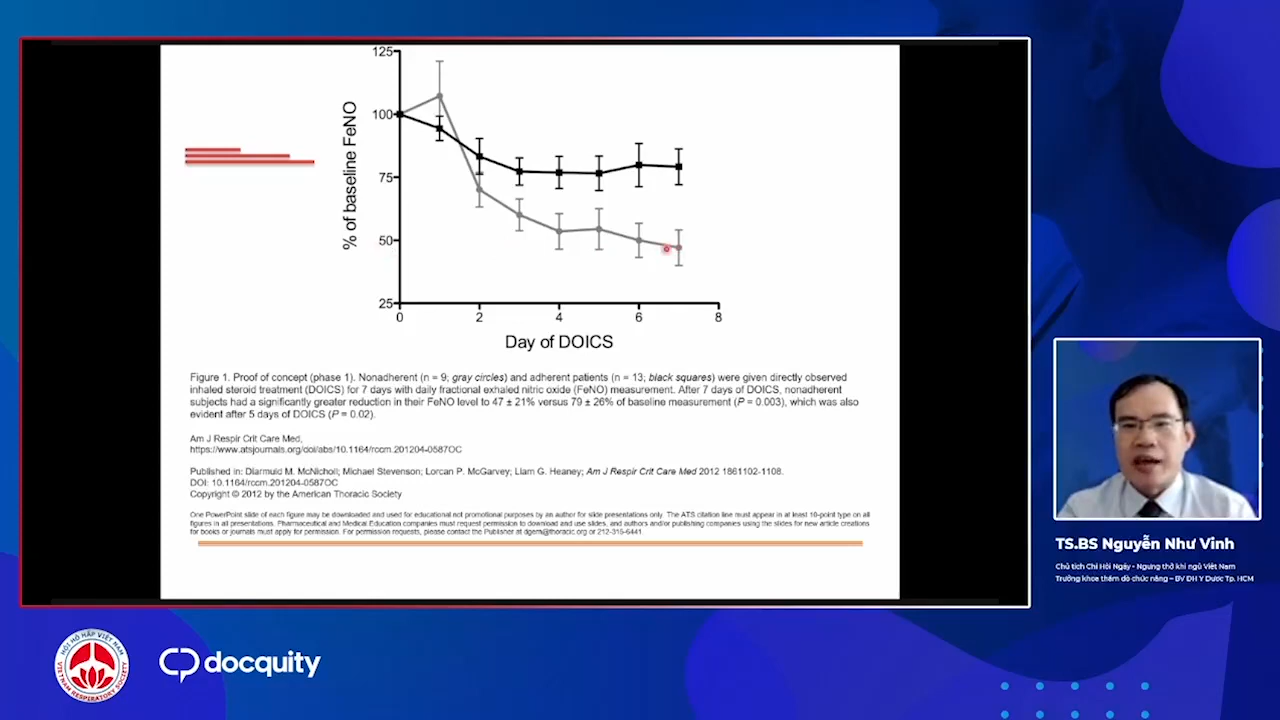 125
100
75
50
25
% of baseline FeNO
0
2
4
6
8
Day of DOICS
Figure 1. Proof of concept (phase 1). Nonadherent (n = 9; gray circles) and adherent patients (n = 13; black squares) were given directly observed
inhaled steroid treatment (DOICS) for 7 days with daily fractional exhaled nitric oxide (FeNO) measurement. After 7 days of DOICS, nonadherent
subjects had a significantly greater reduction in their FeNO level to 47 ± 21% versus 79 ± 26% of baseline measurement (P = 0.003), which was also
evident after 5 days of DOICS (P = 0.02).
Am J Respir Crit Care Med,
https://www.atsjournals.org/doi/abs/10.1164/rccm.201204-0587OC
Published in: Diarmuid M. McNicholl; Michael Stevenson; Lorcan P. McGarvey; Liam G. Heaney; Am J Respir Crit Care Med 2012 1861102-1108.
DOI: 10.1164/rccm.201204-0587OC
Copyright © 2012 by the American Thoracic Society
One PowerPoint slide of each figure may be downloaded and used for educational not promotional purposes by an author for slide presentations only. The ATS citation line must appear in at least 10-point type on all
figures in all presentations. Pharmaceutical and Medical Education companies must request permission to download and use slides, and authors and/or publishing companies using the slides for new article creations
for books or journals must apply for permission. For permission requests, please contact the Publisher at dgern@thoracic.org or 212-315-6441.
TS.BS Nguyễn Như Vinh
Chủ tịch Chi Hội Ngáy - Ngưng thở khi ngủ Việt Nam
Trưởng khoa thăm dò chức năng – BV ĐH Y Dược Tp. HCM
HỘI HÔ HẤP VIỆT NAM
VIETNAM RESPIRATORY SOCIETY
docquity